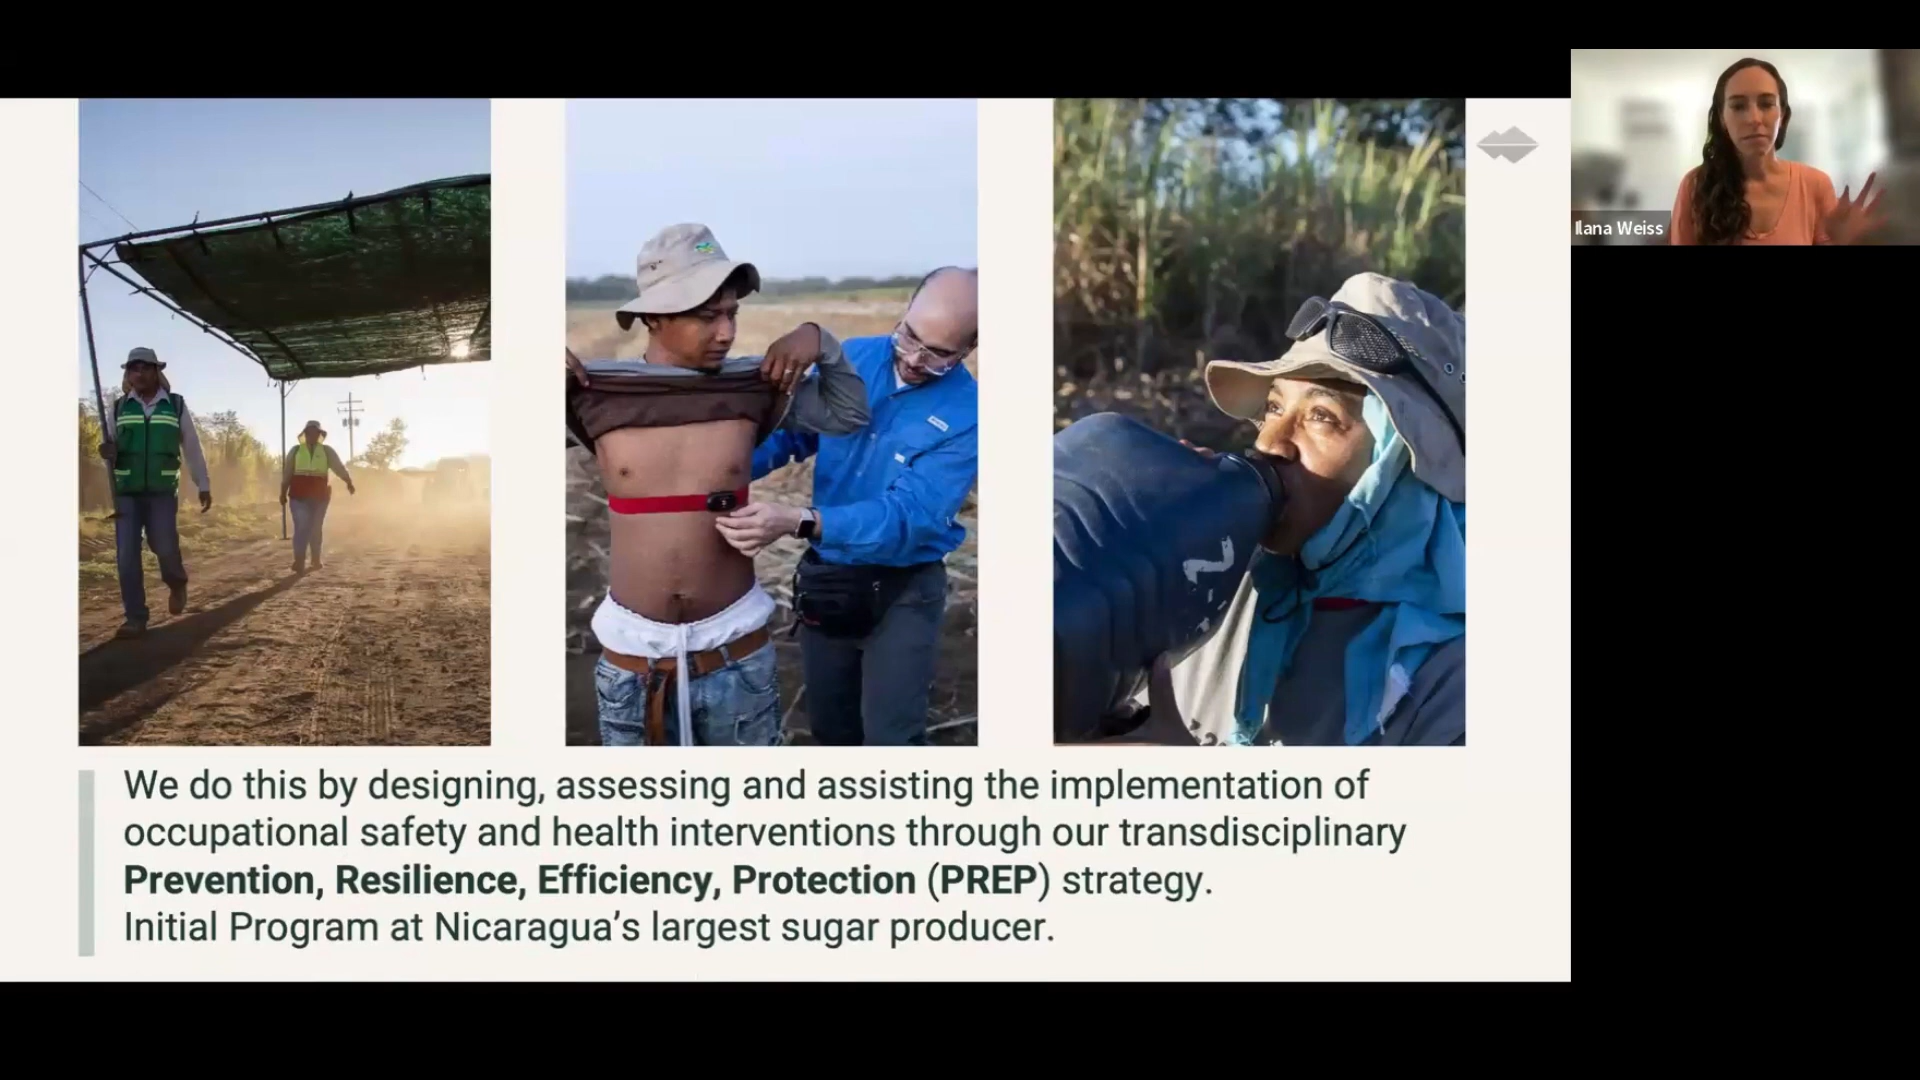 Ilana Weiss
We do this by designing, assessing and assisting the implementation of
occupational safety and health interventions through our transdisciplinary
Prevention, Resilience, Efficiency, Protection (PREP) strategy.
Initial Program at Nicaragua’s largest sugar producer.